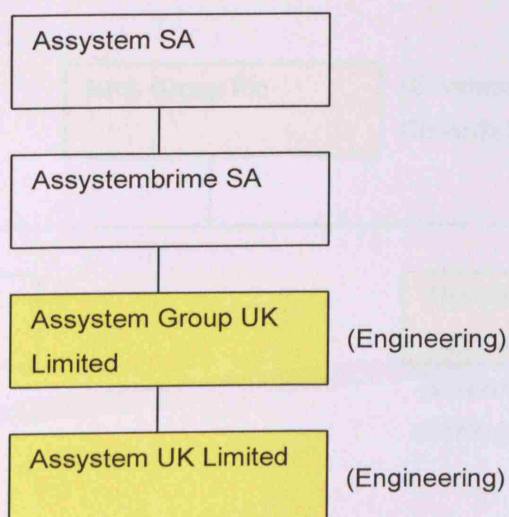 Assystem SA
Assystembrime SA
Assystem Group UK
Limited
(Engineering)
Assystem UK Limited
(Engineering)